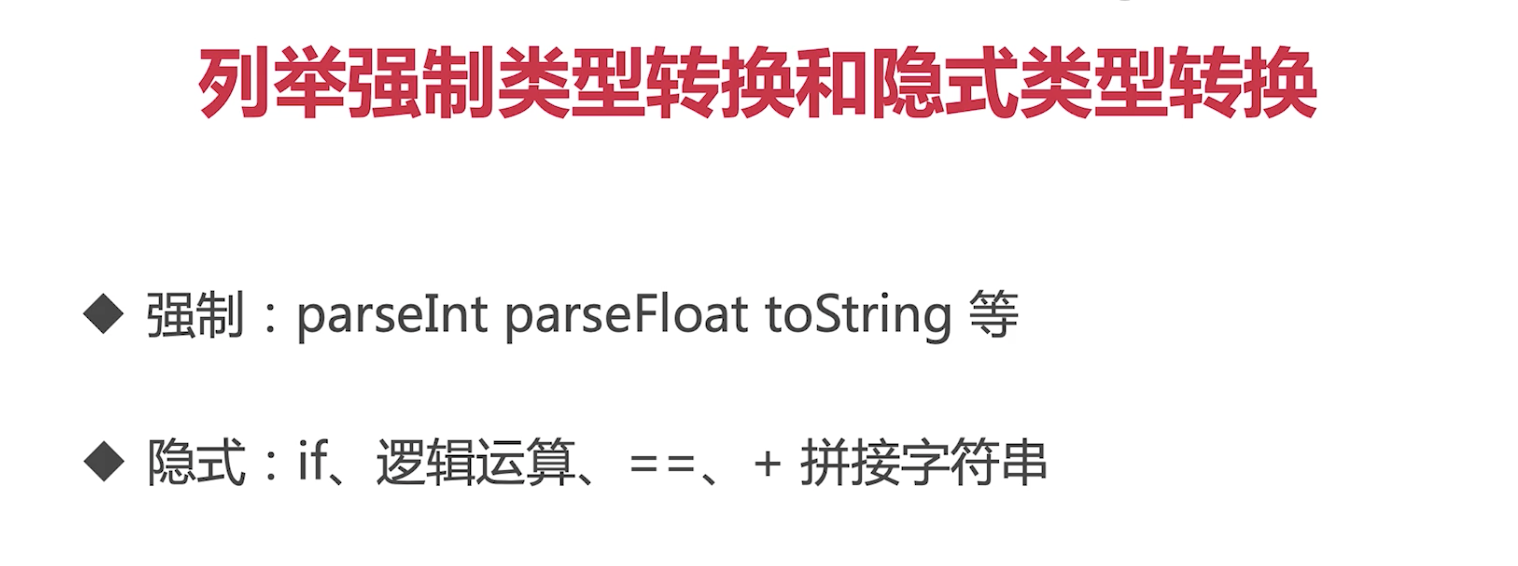 列举强制类型转换和隐式类型转换
◆ 强制：parseInt parseFloat toString 等
◆ 隐式：if、逻辑运算、==、+ 拼接字符串